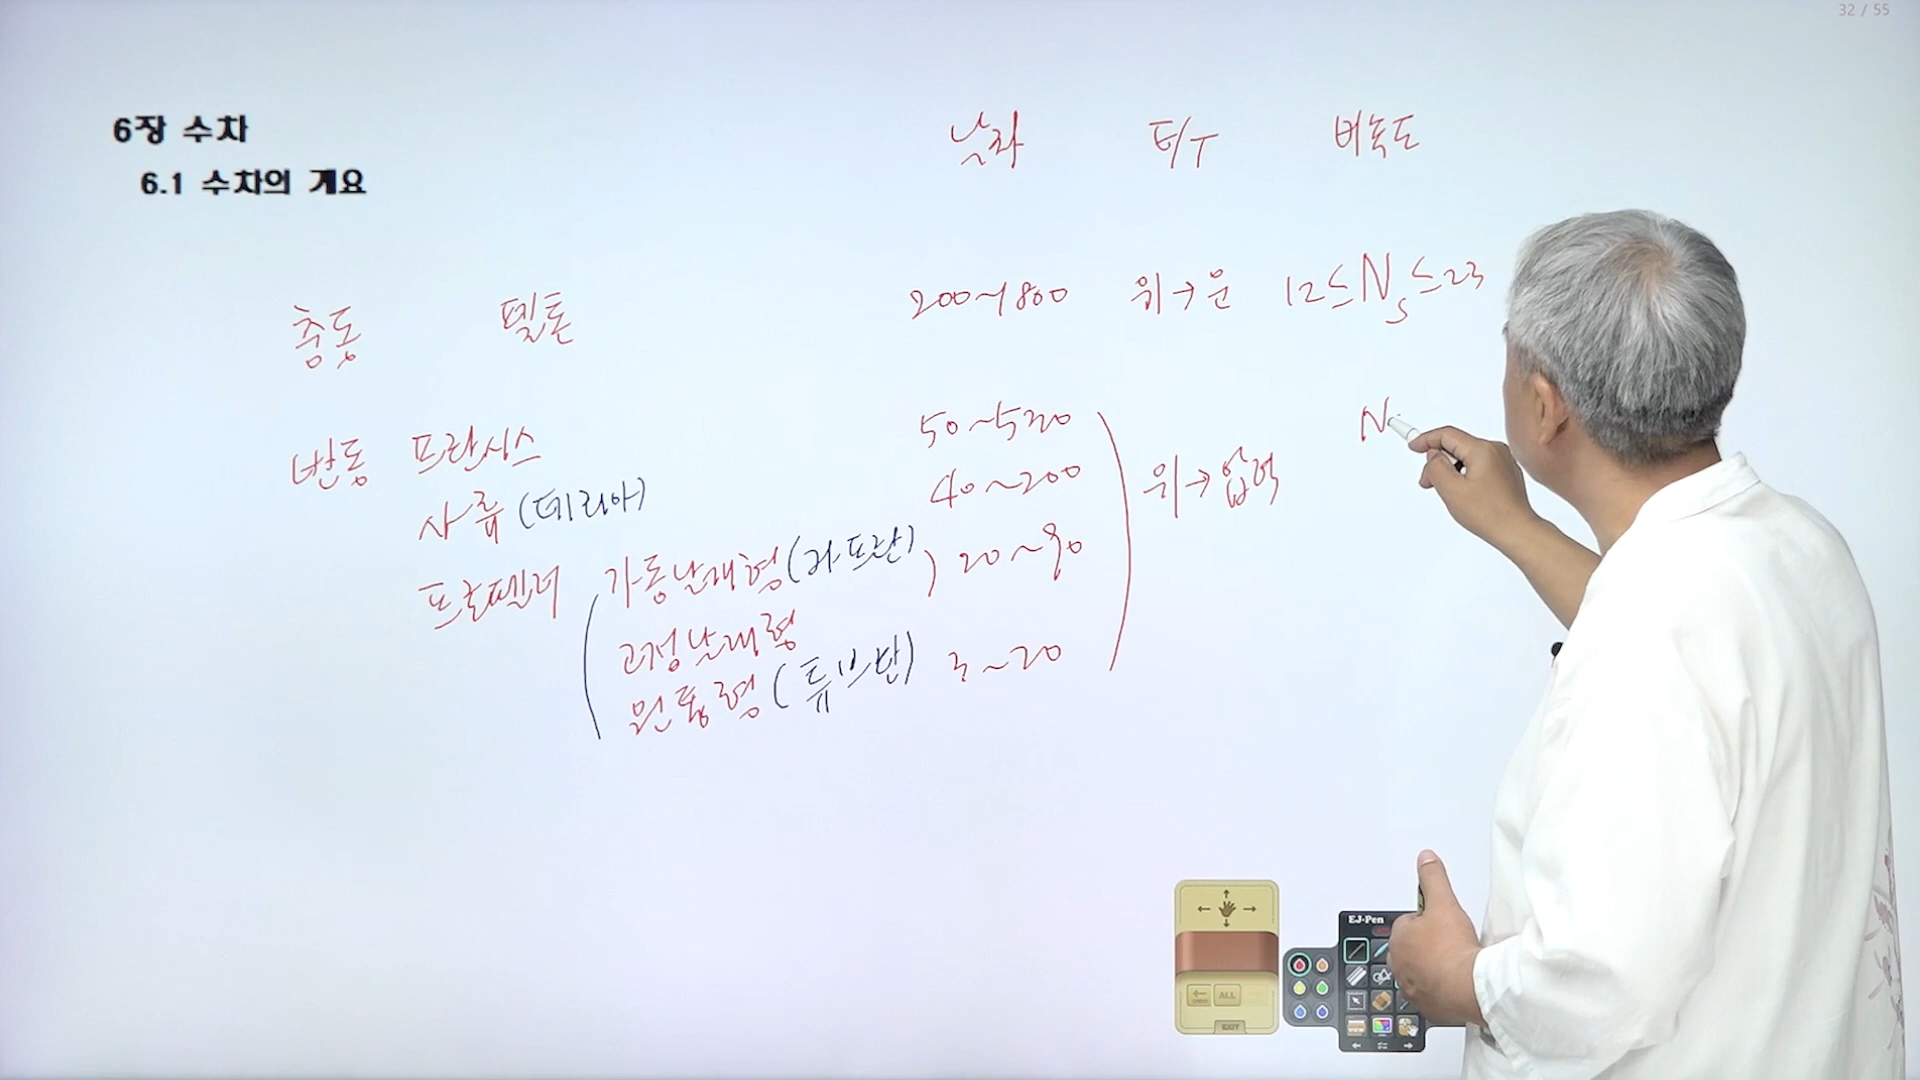 32 / 55
6장 수차
6.1 수차의 개요
낙차 터/T 비속도
충동 펠톤 200~1800 위→운 12≤Ns≤23
반동 프란시스 50~530
사류 (데리아) 40~200 위→압력
프로펠러 가동날개형 (카프란) 20~90
고정날개형
원통형 (튜브란) 3~20
N
EJ-Pen
ALL
EXIT